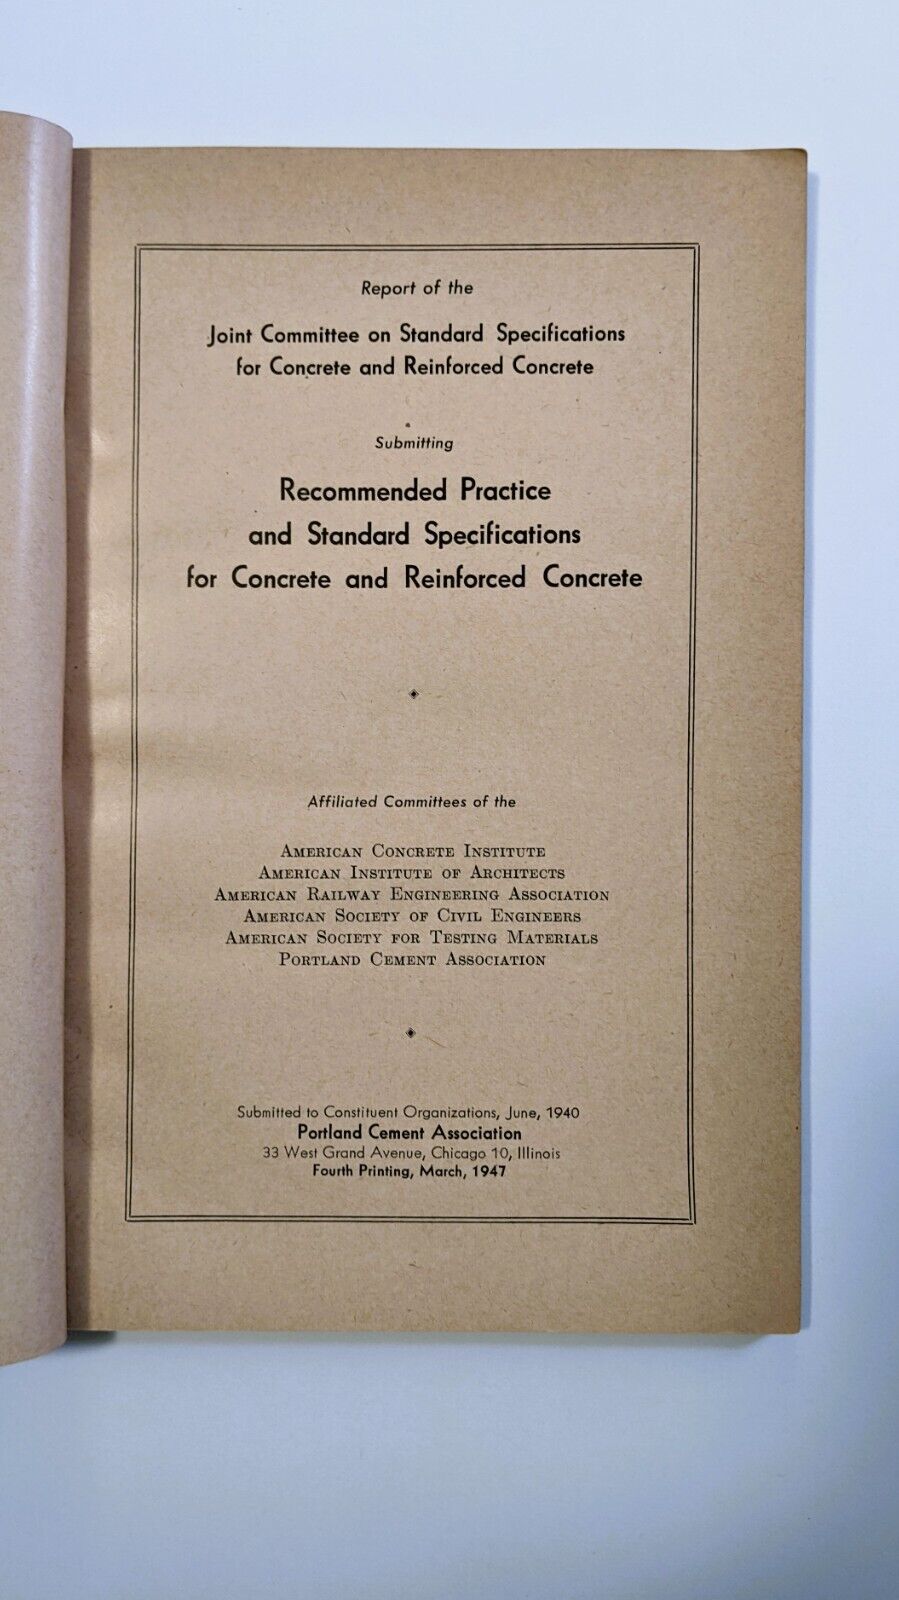 Report of the
Joint Committee on Standard Specifications
for Concrete and Reinforced Concrete
Submitting
Recommended Practice
and Standard Specifications
for Concrete and Reinforced Concrete
Affiliated Committees of the
American Concrete Institute
American Institute of Architects
American Railway Engineering Association
American Society of Civil Engineers
American Society for Testing Materials
Portland Cement Association
Submitted to Constituent Organizations, June, 1940
Portland Cement Association
33 West Grand Avenue, Chicago 10, Illinois
Fourth Printing, March, 1947